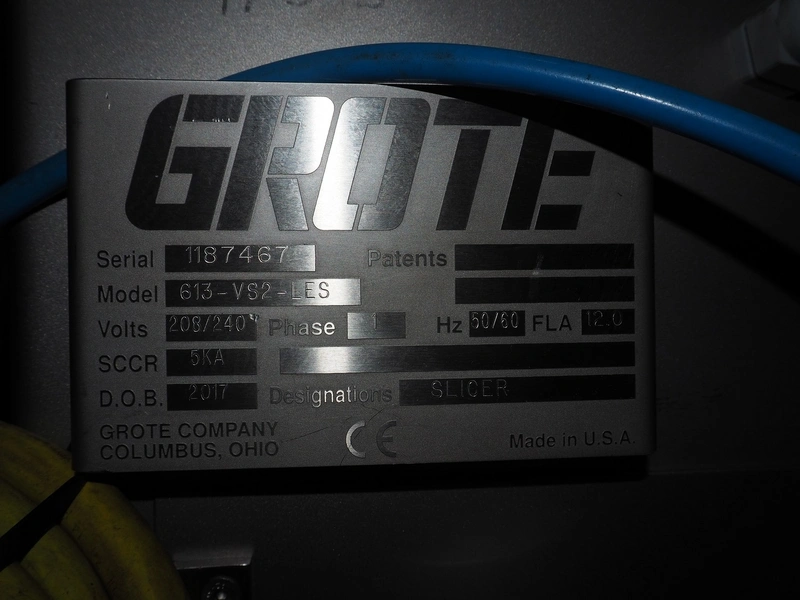 GROTE
Serial 1187467 Patents
Model 613-VS2-LES
Volts 208/240 Phase 1 Hz 50/60 FLA 12.0
SCCR 5KA
D.O.B. 2017 Designations SLICER
GROTE COMPANY
COLUMBUS, OHIO
CE
Made in U.S.A.